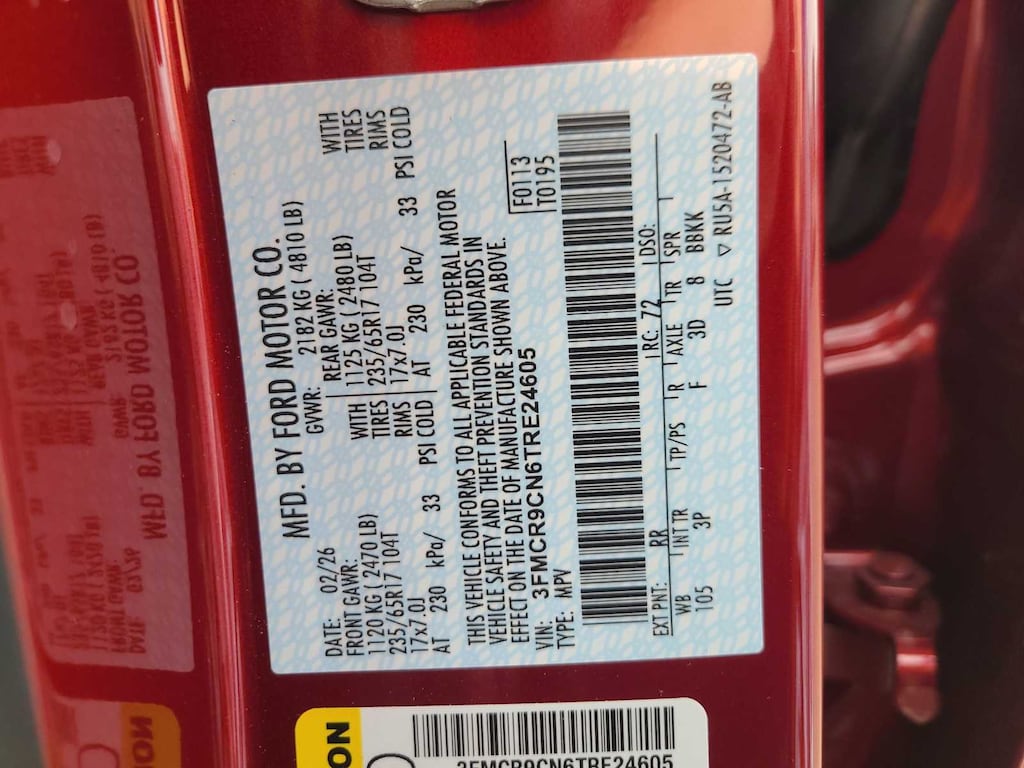 MFD. BY FORD MOTOR CO.
DATE: 02/26 GVWR: 2182 KG ( 4810 LB)
FRONT GAWR: REAR GAWR:
1120 KG ( 2470 LB) WITH 1125 KG ( 2480 LB) WITH
235/65R17 104T TIRES 235/65R17 104T TIRES
17x7.0J RIMS 17x7.0J RIMS
AT 230 kPa/ 33 PSI COLD AT 230 kPa/ 33 PSI COLD
THIS VEHICLE CONFORMS TO ALL APPLICABLE FEDERAL MOTOR
VEHICLE SAFETY AND THEFT PREVENTION STANDARDS IN
EFFECT ON THE DATE OF MANUFACTURE SHOWN ABOVE.
VIN: 3FMCR9CN6TRE24605
TYPE: MPV
F0113
T0195
EXT PNT: RR RC: 72 DSO:
WB INT TR TP/PS R AXLE TR SPR
105 3P F 3D 8 BBKK
UTC ▽ RU5A-1520472-AB
3FMCR9CN6TRE24605